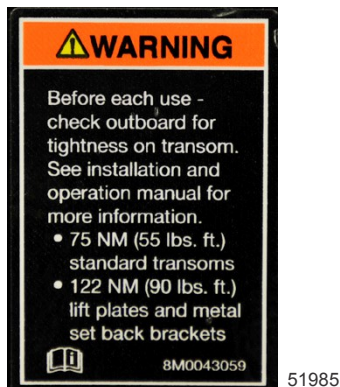 WARNING
Before each use -
check outboard for
tightness on transom.
See installation and
operation manual for
more information.
• 75 NM (55 lbs. ft.)
standard transoms
• 122 NM (90 lbs. ft.)
lift plates and metal
set back brackets
8M0043059
51985